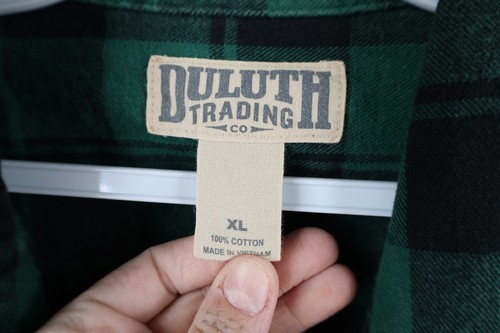 DULUTH
TRADING
CO
XL
100% COTTON
MADE IN VIETNAM